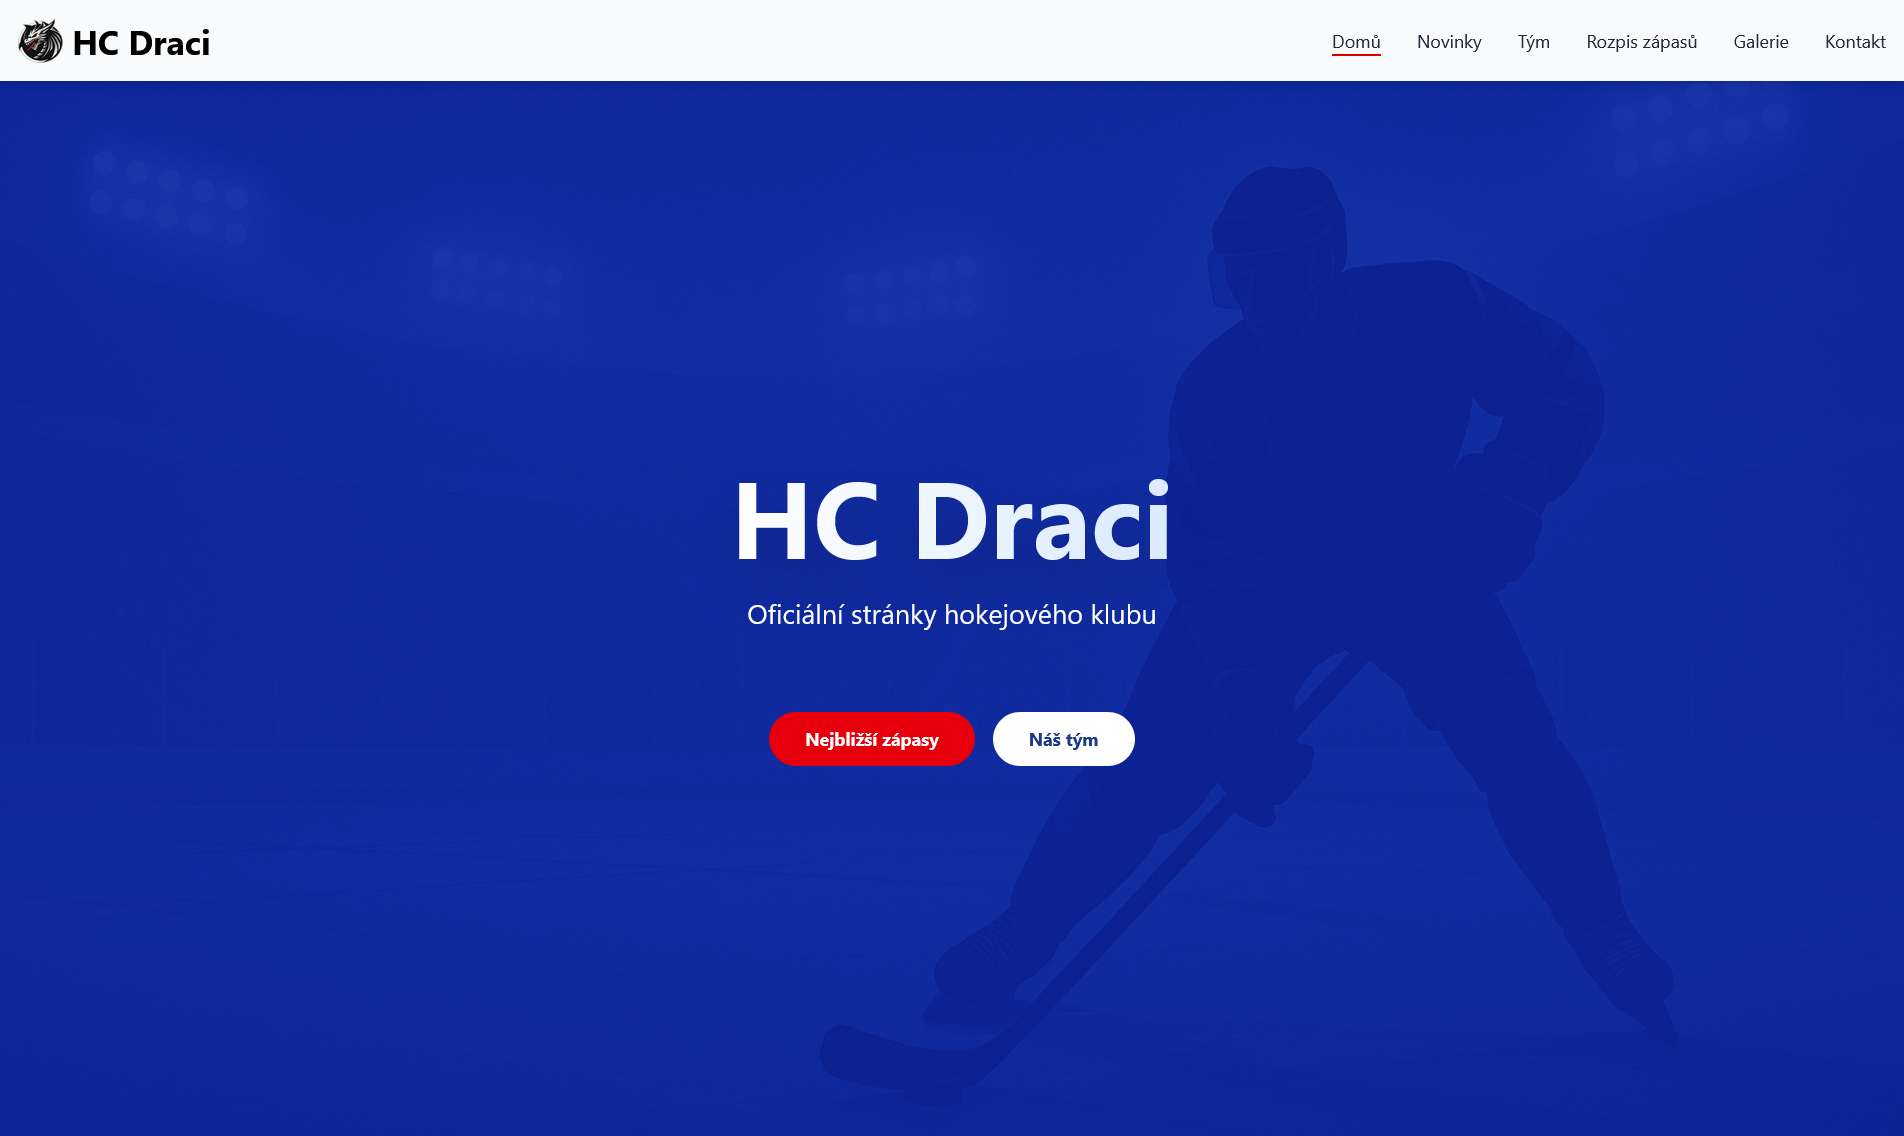 HC Draci
Domů
Novinky
Tým
Rozpis zápasů
Galerie
Kontakt
HC Draci
Oficiální stránky hokejového klubu
Nejbližší zápasy
Náš tým